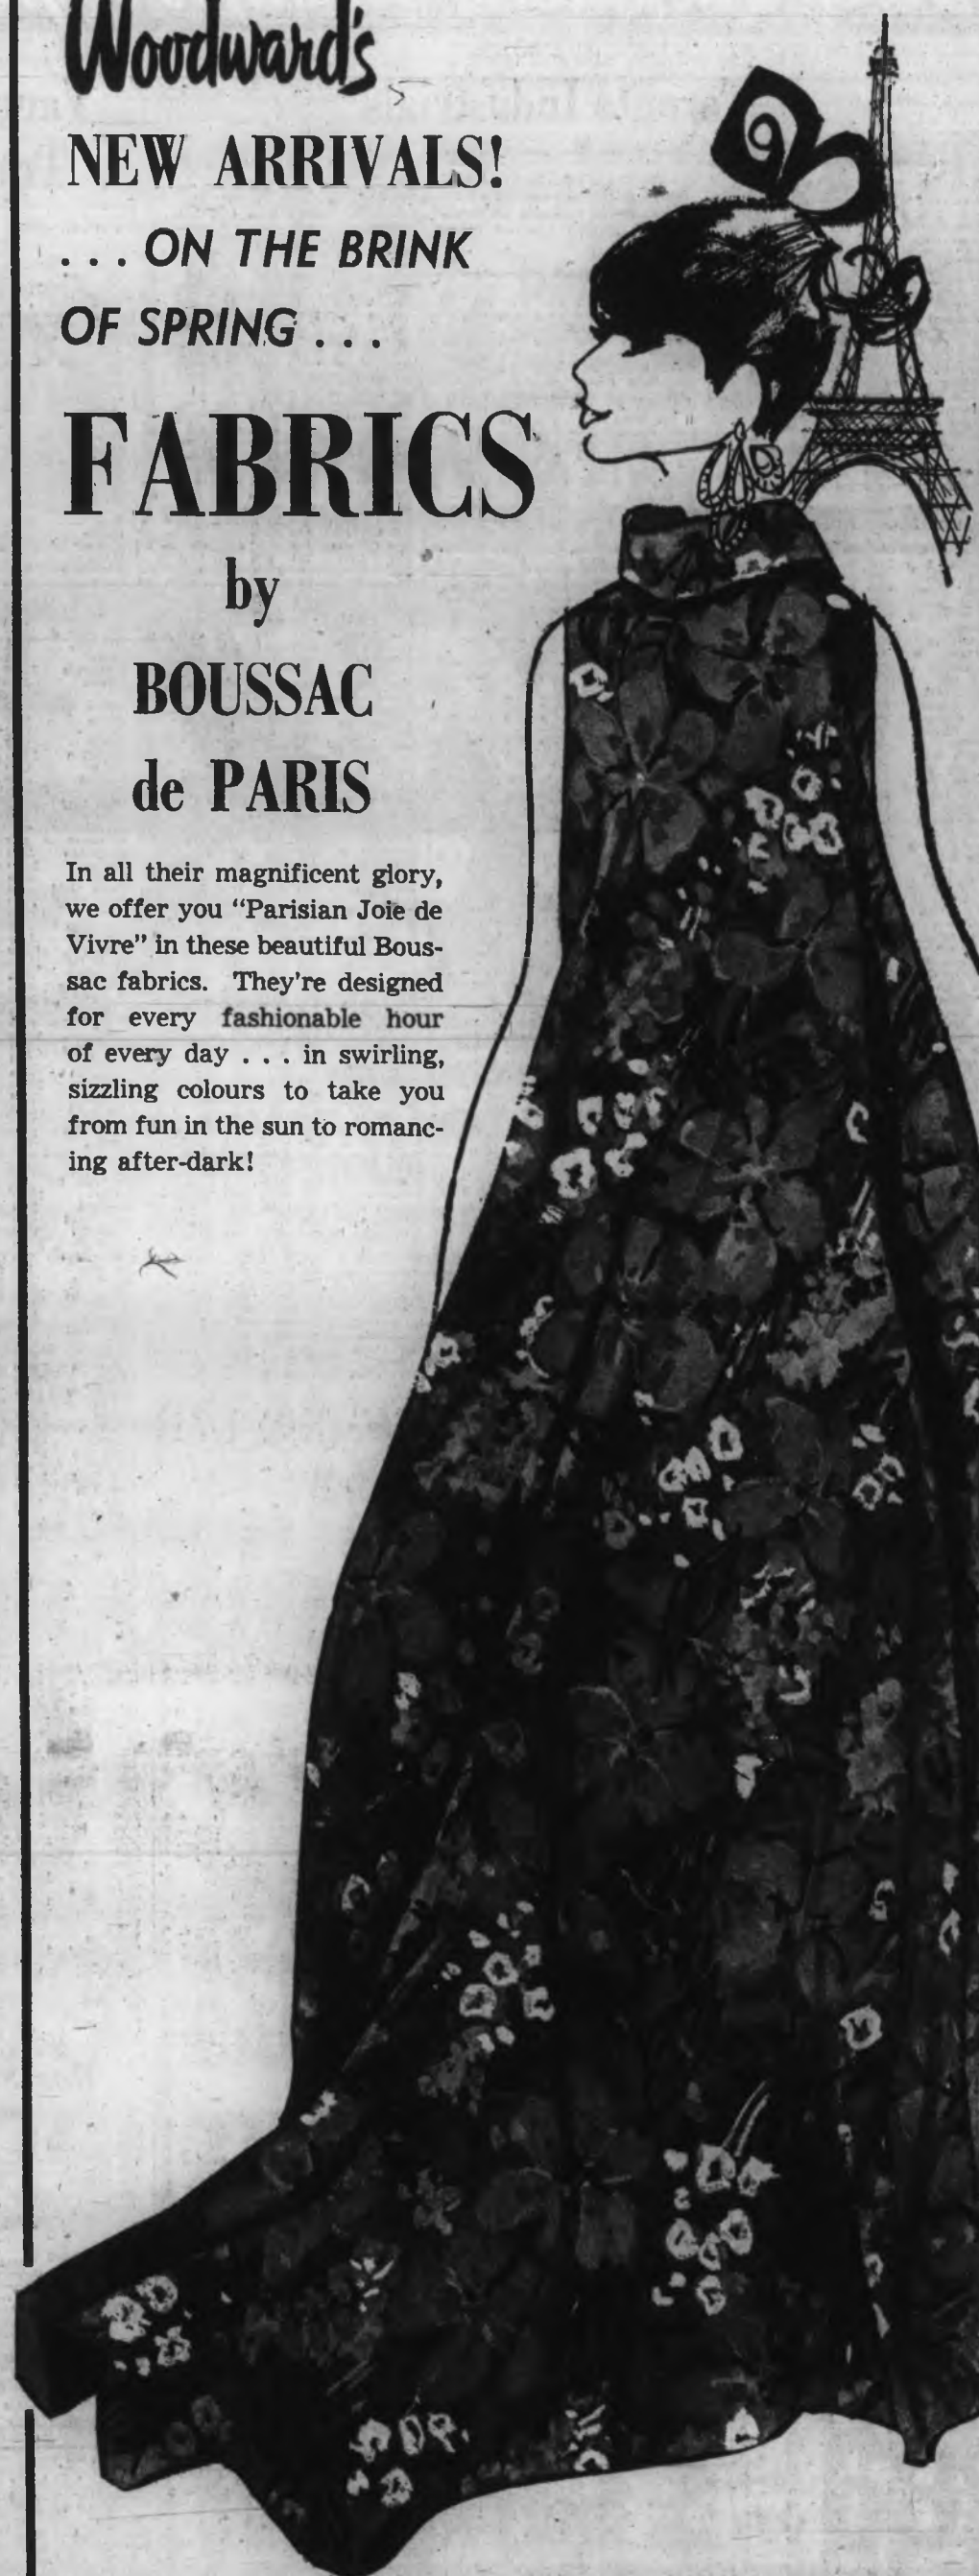 Woodward's
NEW ARRIVALS!
. . . ON THE BRINK
OF SPRING . . .
FABRICS
by
BOUSSAC
de PARIS
In all their magnificent glory,
we offer you “Parisian Joie de
Vivre” in these beautiful Bous-
sac fabrics. They're designed
for every fashionable hour
of every day . . . in swirling,
sizzling colours to take you
from fun in the sun to romanc-
ing after-dark!